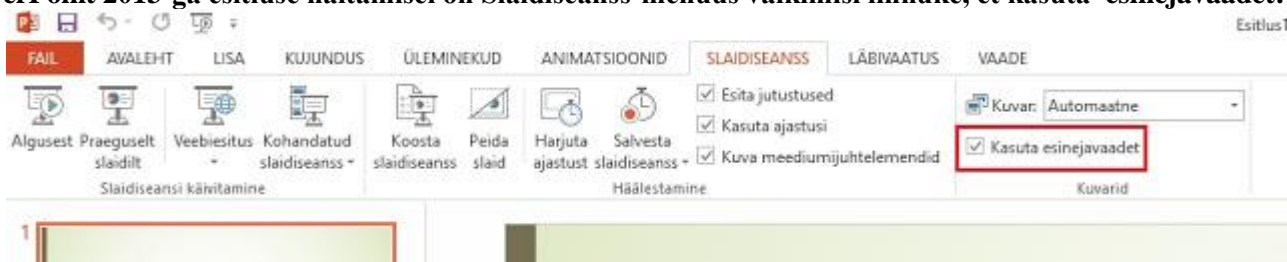 2013-ga esitluse näitamisel on Slaidiseanss menüüs vaikimisi linnuke, et kasuta esinejavaadet.
Esitlus1
FAIL AVALEHT LISA KUJUNDUS ÜLEMINEKUD ANIMATSIOONID SLAIDISEANSS LÄBIVAATUS VAADE
Algusest Praeguselt slaidilt Veebiesitus Kohandatud slaidiseanss
Slaidiseansi käivitamine
Koosta slaidiseanss Peida slaid Harjuta ajastust Salvesta slaidiseanss
Esita jutustused
Kasuta ajastusi
Kuva meediumijuhtelemendid
Häälestamine
Kuvar: Automaatne
Kasuta esinejavaadet
Kuvarid
1